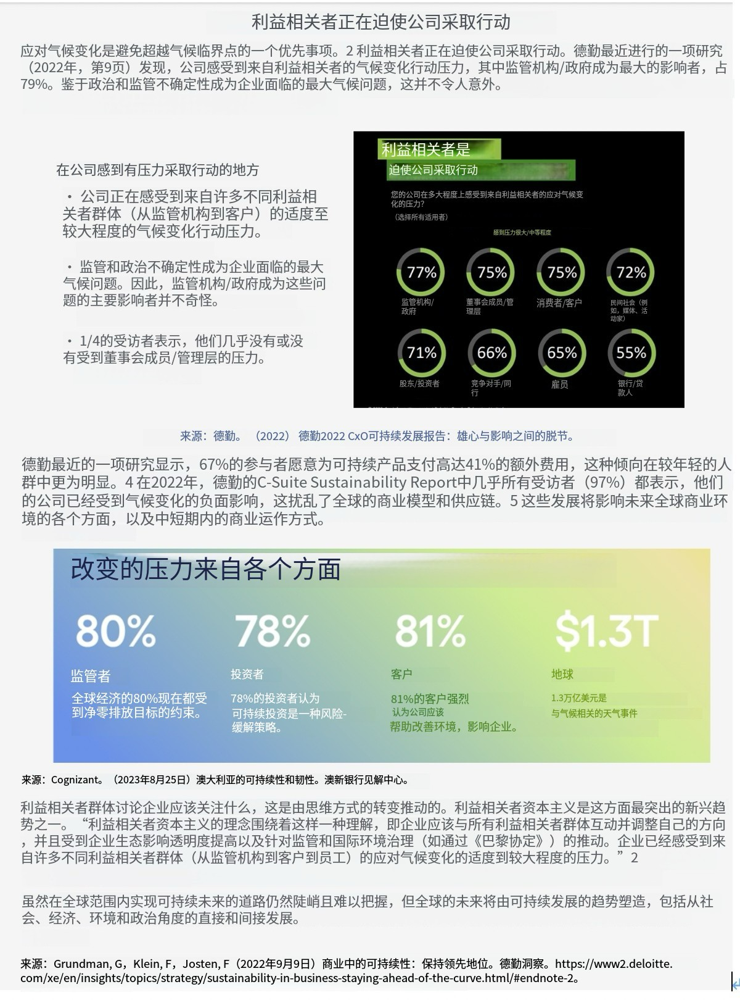 利益相关者正在迫使公司采取行动
应对气候变化是避免超越气候临界点的一个优先事项。2 利益相关者正在迫使公司采取行动。德勤最近进行的一项研究
（2022年，第9页）发现，公司感受到来自利益相关者的气候变化行动压力，其中监管机构/政府成为最大的影响者，占
79%。鉴于政治和监管不确定性成为企业面临的最大气候问题，这并不令人意外。
在公司感到有压力采取行动的地方
• 公司正在感受到来自许多不同利益相
关者群体（从监管机构到客户）的适度至
较大程度的气候变化行动压力。
• 监管和政治不确定性成为企业面临的最大
气候问题。因此，监管机构/政府成为这些问
题的主要影响者并不奇怪。
• 1/4的受访者表示，他们几乎没有或没
有受到董事会成员/管理层的压力。
利益相关者是
迫使公司采取行动
您的公司在多大程度上感受到来自利益相关者的应对气候变
化的压力？
（选择所有适用者）
感到压力很大/中等程度
77% 75% 75% 72%
监管机构/
政府
董事会成员/管
理层
消费者/客户
民间社会（例
如，媒体、活
动家）
71% 66% 65% 55%
股东/投资者
竞争对手/同
行
雇员
银行/贷
款人
来源：德勤。（2022） 德勤2022 CxO可持续发展报告：雄心与影响之间的脱节。
德勤最近的一项研究显示，67%的参与者愿意为可持续产品支付高达41%的额外费用，这种倾向在较年轻的人
群中更为明显。4 在2022年，德勤的C-Suite Sustainability Report中几乎所有受访者（97%）都表示，他们
的公司已经受到气候变化的负面影响，这扰乱了全球的商业模型和供应链。5 这些发展将影响未来全球商业环
境的各个方面，以及中短期内的商业运作方式。
改变的压力来自各个方面
80% 78% 81% $1.3T
监管者
全球经济的80%现在都受
到净零排放目标的约束。
投资者
78%的投资者认为
可持续投资是一种风险-
缓解策略。
客户
81%的客户强烈
认为公司应该
帮助改善环境，影响企业。
地球
1.3万亿美元是
与气候相关的天气事件
来源：Cognizant。（2023年8月25日）澳大利亚的可持续性和韧性。澳新银行见解中心。
利益相关者群体讨论企业应该关注什么，这是由思维方式的转变推动的。利益相关者资本主义是这方面最突出的新兴趋
势之一。“利益相关者资本主义的理念围绕着这样一种理解，即企业应该与所有利益相关者群体互动并调整自己的方向
，并且受到企业生态影响透明度提高以及针对监管和国际环境治理（如通过《巴黎协定》）的推动。企业已经感受到来
自许多不同利益相关者群体（从监管机构到客户到员工）的应对气候变化的适度到较大程度的压力。”2
虽然在全球范围内实现可持续未来的道路仍然陡峭且难以把握，但全球的未来将由可持续发展的趋势塑造，包括从社
会、经济、环境和政治角度的直接和间接发展。
来源：Grundman, G，Klein, F，Josten, F（2022年9月9日）商业中的可持续性：保持领先地位。德勤洞察。https://www2.deloitte.
com/xe/en/insights/topics/strategy/sustainability-in-business-staying-ahead-of-the-curve.html/#endnote-2。